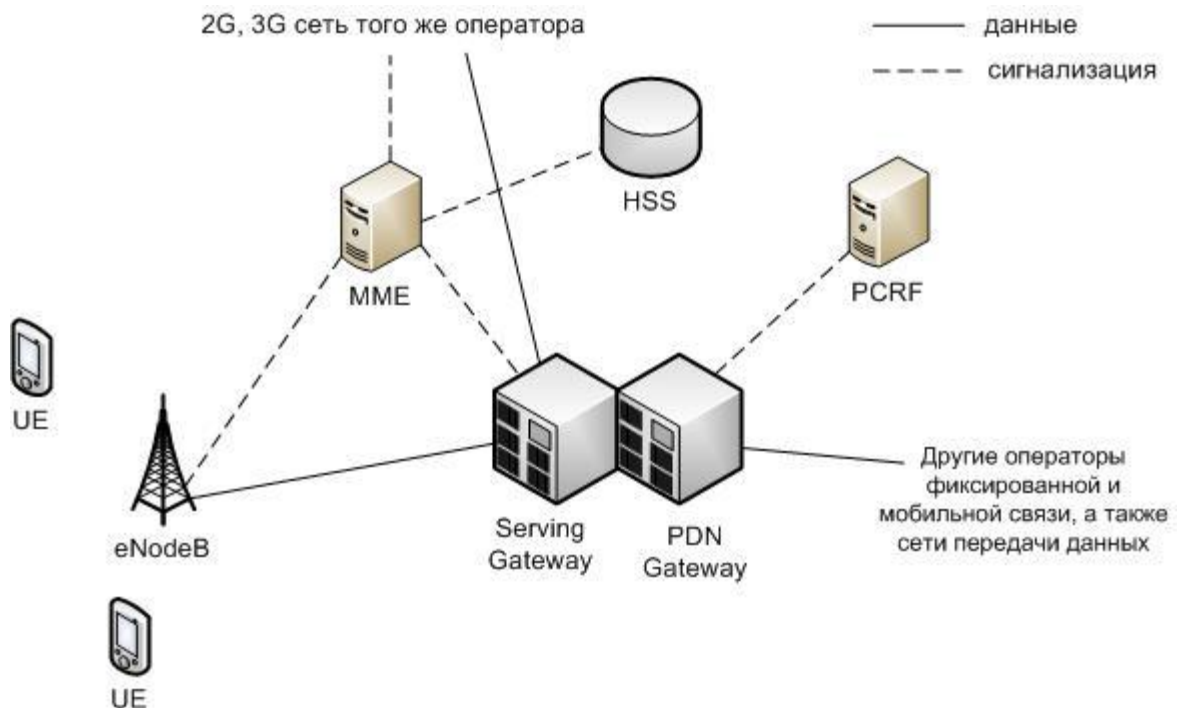 2G, 3G сеть того же оператора
данные
сигнализация
HSS
MME
PCRF
UE
eNodeB
Serving
Gateway
PDN
Gateway
Другие операторы
фиксированной и
мобильной связи, а также
сети передачи данных
UE